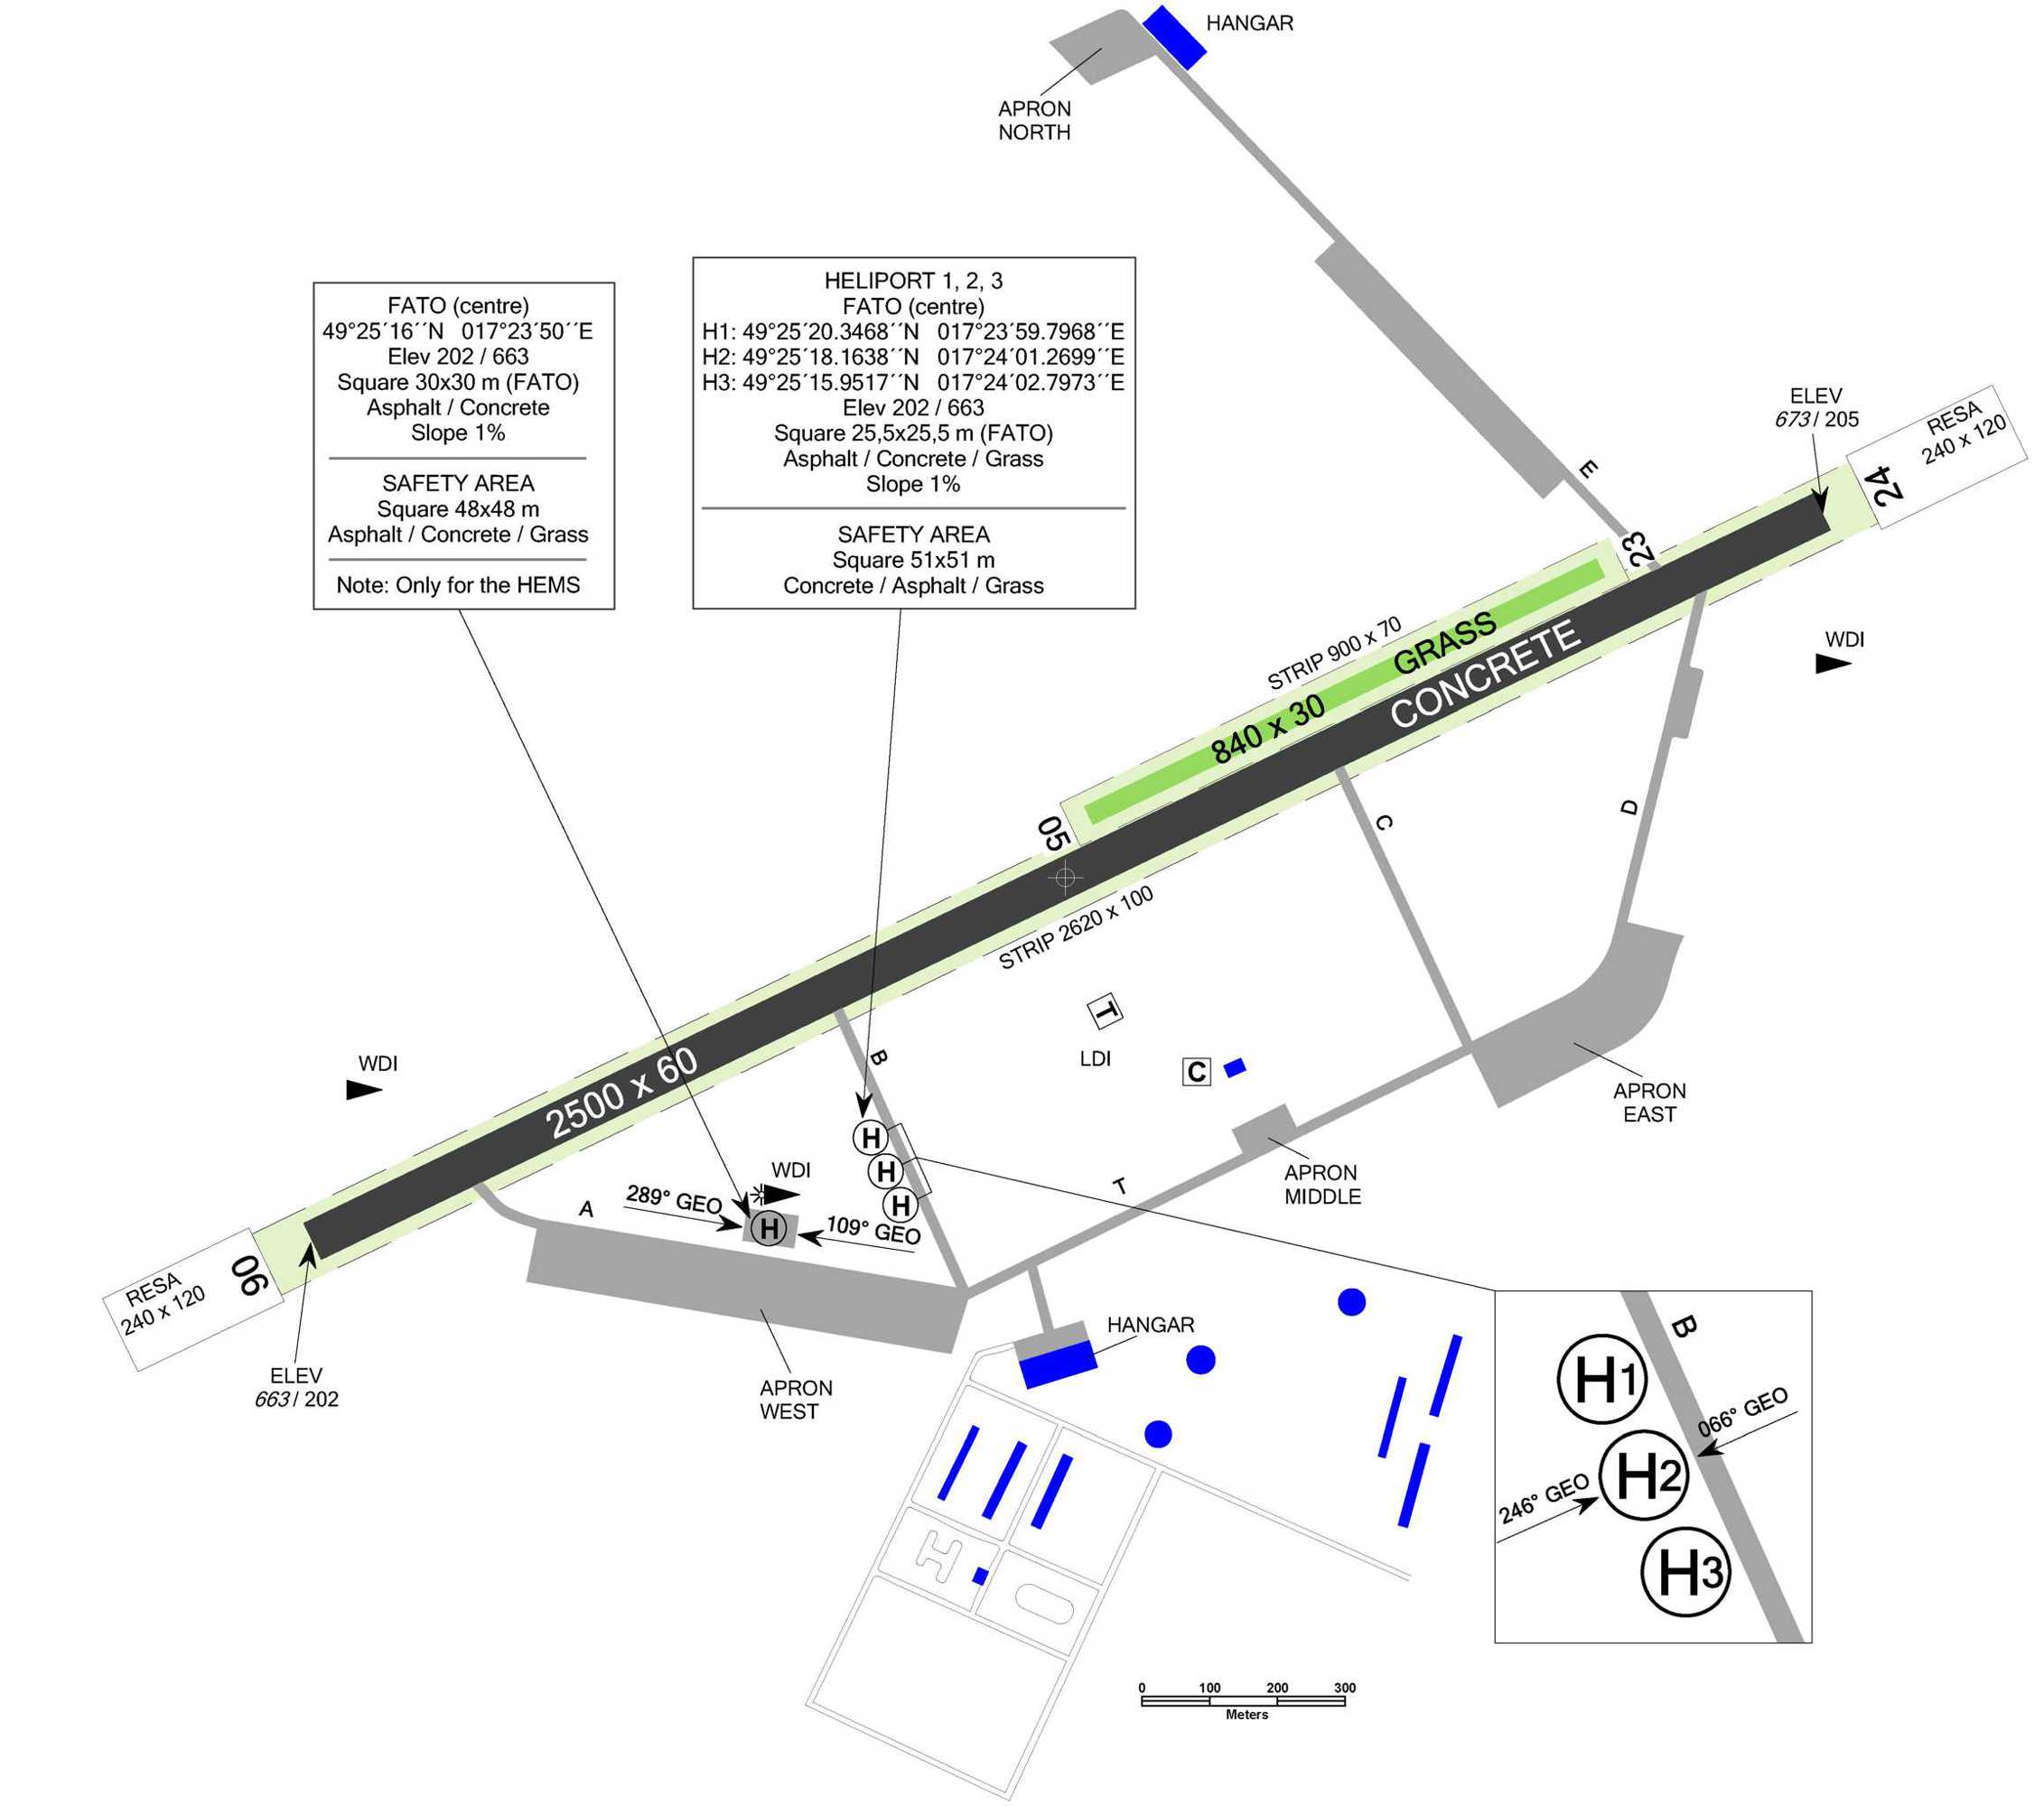 HANGAR
APRON
NORTH
FATO (centre)
49°25´16´´N 017°23´50´´E
Elev 202 / 663
Square 30x30 m (FATO)
Asphalt / Concrete
Slope 1%
SAFETY AREA
Square 48x48 m
Asphalt / Concrete / Grass
Note: Only for the HEMS
HELIPORT 1, 2, 3
FATO (centre)
H1: 49°25´20.3468´´N 017°23´59.7968´´E
H2: 49°25´18.1638´´N 017°24´01.2699´´E
H3: 49°25´15.9517´´N 017°24´02.7973´´E
Elev 202 / 663
Square 25,5x25,5 m (FATO)
Asphalt / Concrete / Grass
Slope 1%
SAFETY AREA
Square 51x51 m
Concrete / Asphalt / Grass
ELEV
673 / 205
RESA
240 x 120
24
E
23
WDI
STRIP 900 x 70
GRASS
840 x 30
CONCRETE
05
C
D
STRIP 2620 x 100
T
LDI
C
B
WDI
2500 x 60
H
H
H
WDI
289° GEO
H
109° GEO
A
T
APRON
MIDDLE
APRON
EAST
06
RESA
240 x 120
ELEV
663 / 202
APRON
WEST
HANGAR
B
H1
066° GEO
H2
246° GEO
H3
0 100 200 300
Meters